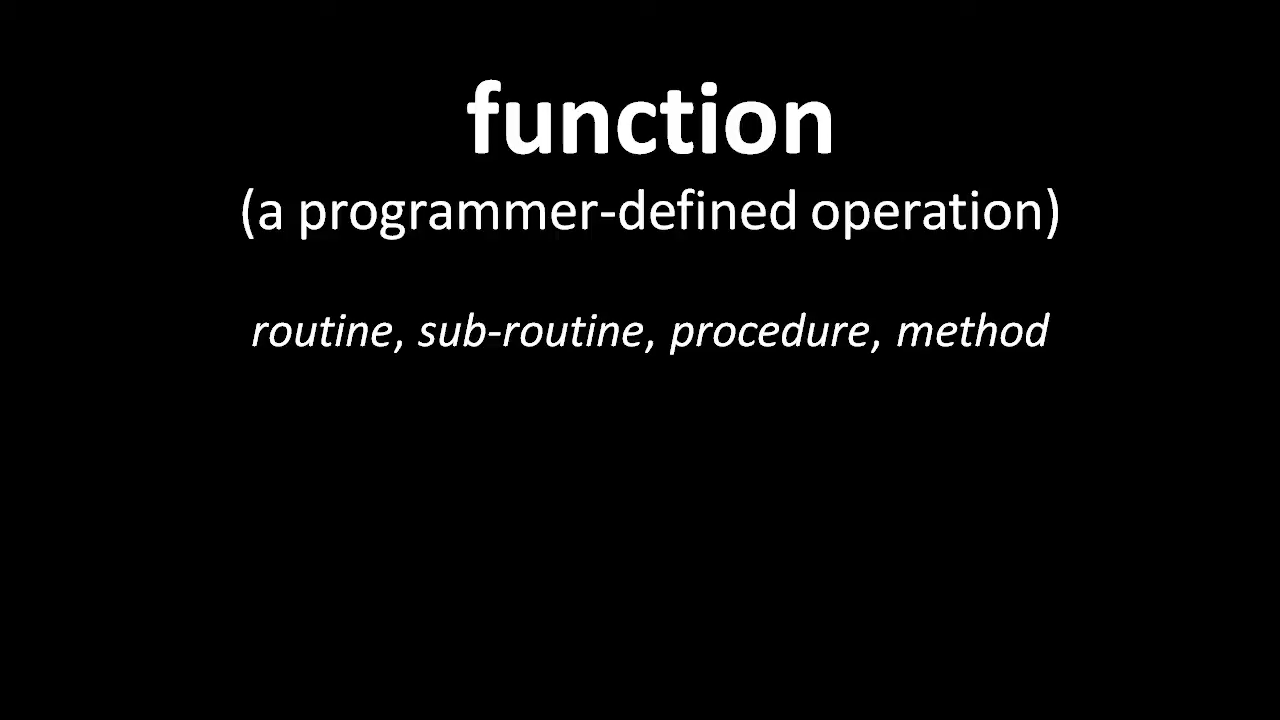 function
(a programmer-defined operation)
routine, sub-routine, procedure, method